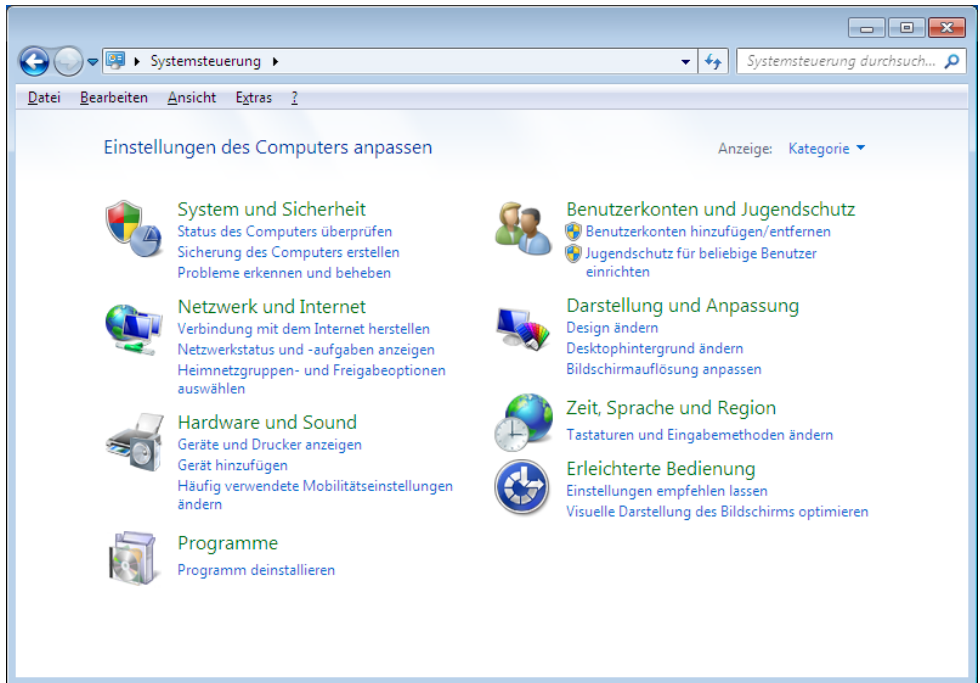 Systemsteuerung
Systemsteuerung durchsuch...
Datei Bearbeiten Ansicht Extras ?
Einstellungen des Computers anpassen
Anzeige: Kategorie
System und Sicherheit
Status des Computers überprüfen
Sicherung des Computers erstellen
Probleme erkennen und beheben
Netzwerk und Internet
Verbindung mit dem Internet herstellen
Netzwerkstatus und -aufgaben anzeigen
Heimnetzgruppen- und Freigabeoptionen
auswählen
Hardware und Sound
Geräte und Drucker anzeigen
Gerät hinzufügen
Häufig verwendete Mobilitätseinstellungen
ändern
Programme
Programm deinstallieren
Benutzerkonten und Jugendschutz
Benutzerkonten hinzufügen/entfernen
Jugendschutz für beliebige Benutzer
einrichten
Darstellung und Anpassung
Design ändern
Desktophintergrund ändern
Bildschirmauflösung anpassen
Zeit, Sprache und Region
Tastaturen und Eingabemethoden ändern
Erleichterte Bedienung
Einstellungen empfehlen lassen
Visuelle Darstellung des Bildschirms optimieren